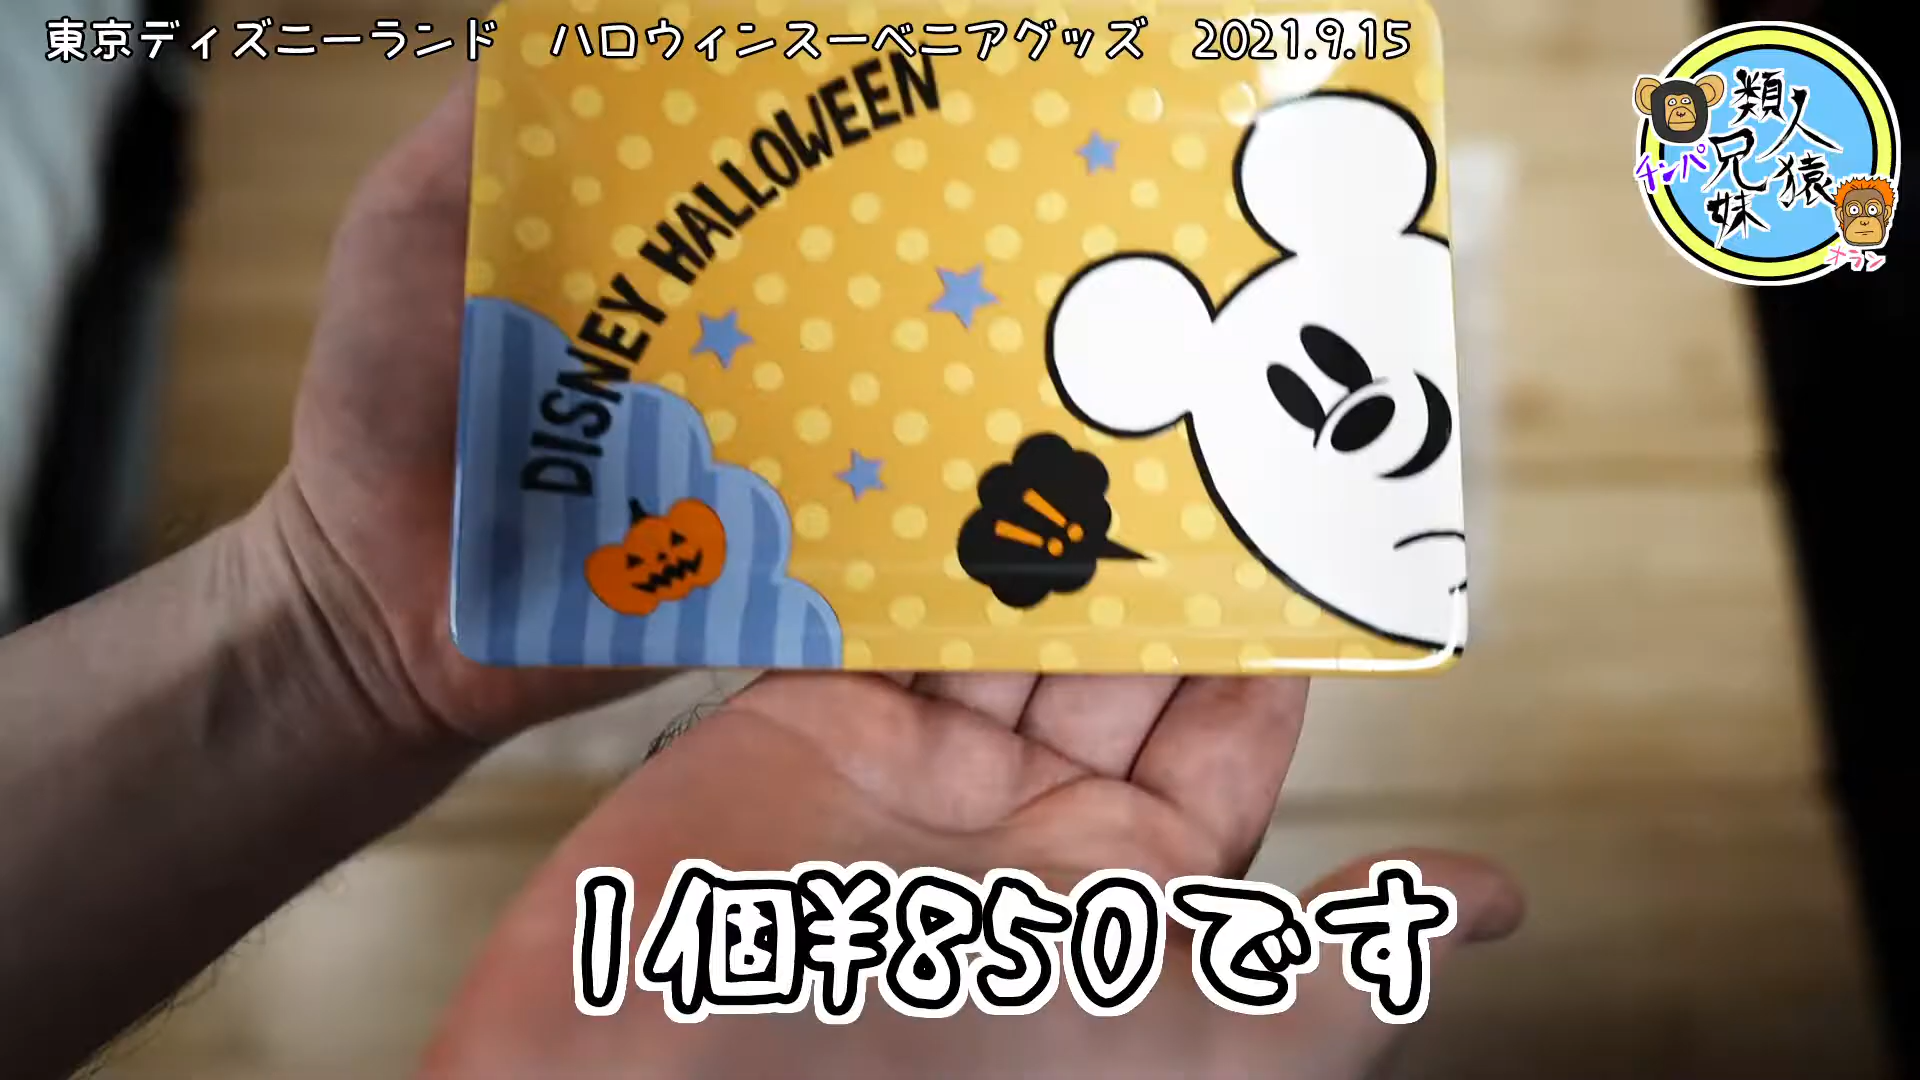 東京ディズニーランド　ハロウィンスーベニアグッズ　2021.9.15
類人猿
兄妹
チンパ
オラン
DISNEY HALLOWEEN
!!
1個¥850です